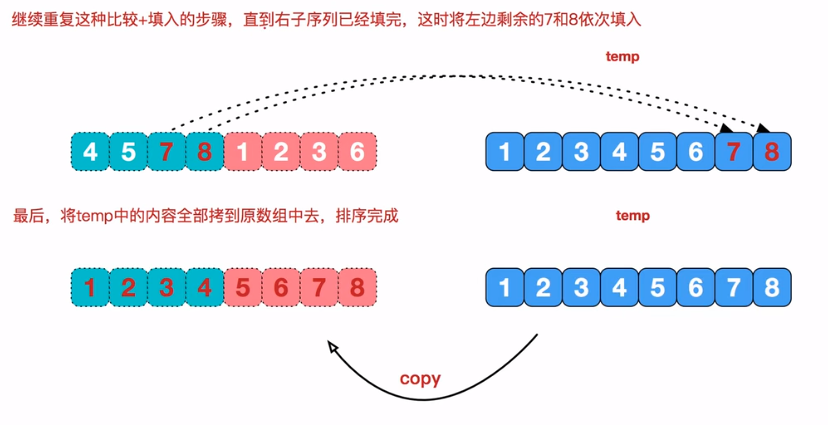 继续重复这种比较+填入的步骤，直到右子序列已经填完，这时将左边剩余的7和8依次填入
temp
4 5 7 8 1 2 3 6
1 2 3 4 5 6 7 8
最后，将temp中的内容全部拷到原数组中去，排序完成
temp
1 2 3 4 5 6 7 8
1 2 3 4 5 6 7 8
copy